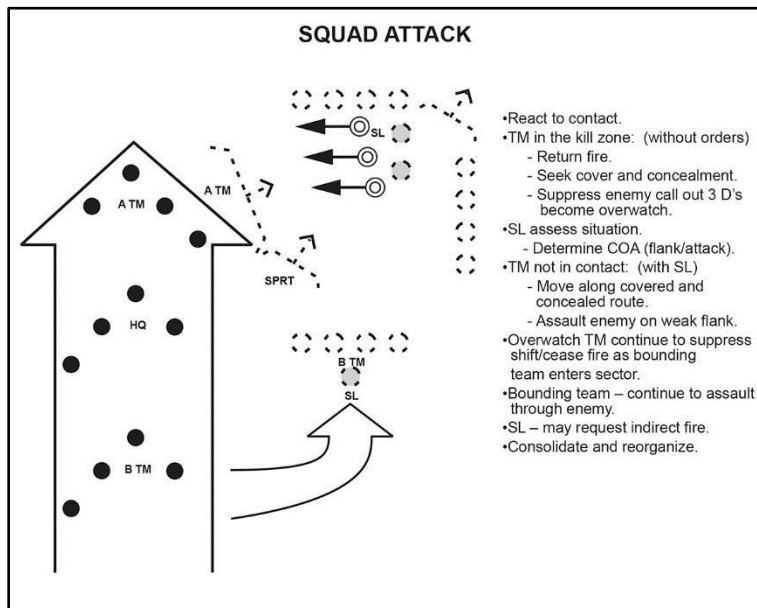 SQUAD ATTACK
A TM
HQ
B TM
A TM
SPRT
SL
B TM
SL
•React to contact.
•TM in the kill zone: (without orders)
- Return fire.
- Seek cover and concealment.
- Suppress enemy call out 3 D's
become overwatch.
•SL assess situation.
- Determine COA (flank/attack).
•TM not in contact: (with SL)
- Move along covered and
concealed route.
- Assault enemy on weak flank.
•Overwatch TM continue to suppress
shift/cease fire as bounding
team enters sector.
•Bounding team – continue to assault
through enemy.
•SL – may request indirect fire.
•Consolidate and reorganize.